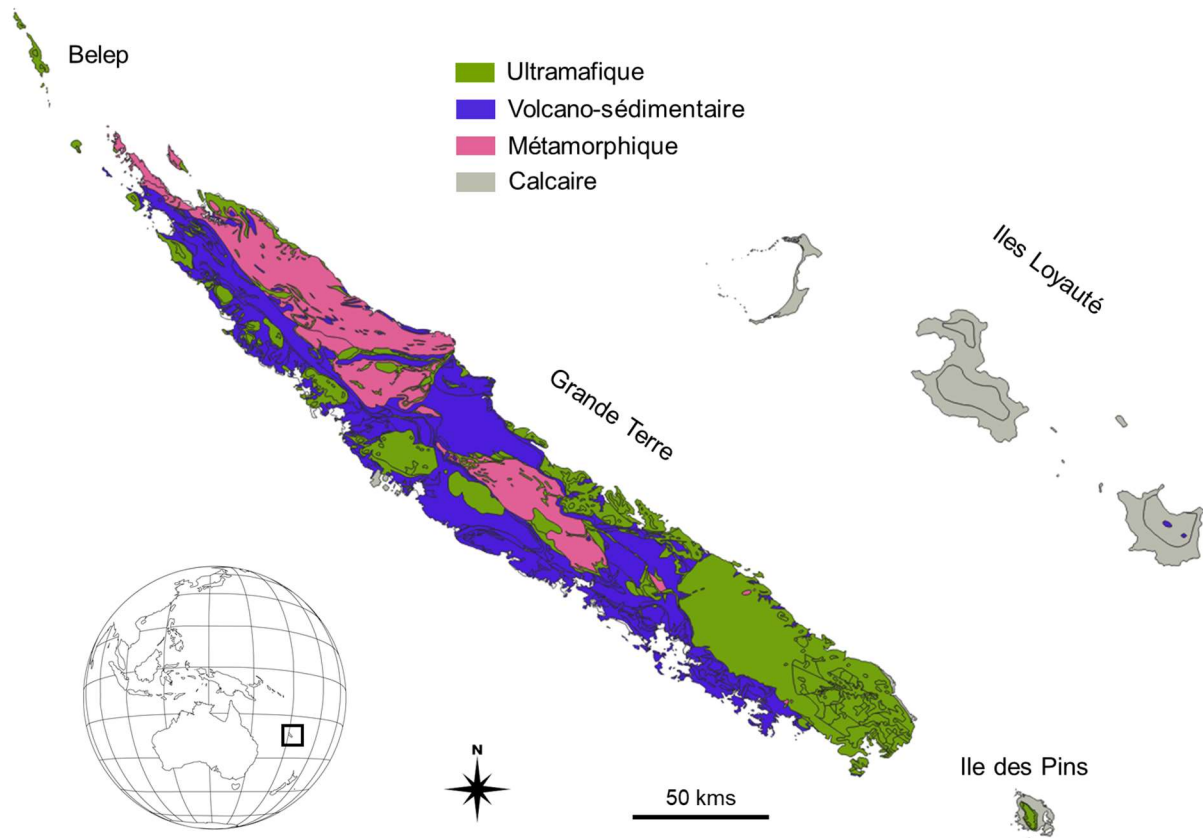 Belep
Ultramafique
Volcano-sédimentaire
Métamorphique
Calcaire
Iles Loyauté
Grande Terre
N
50 kms
Ile des Pins